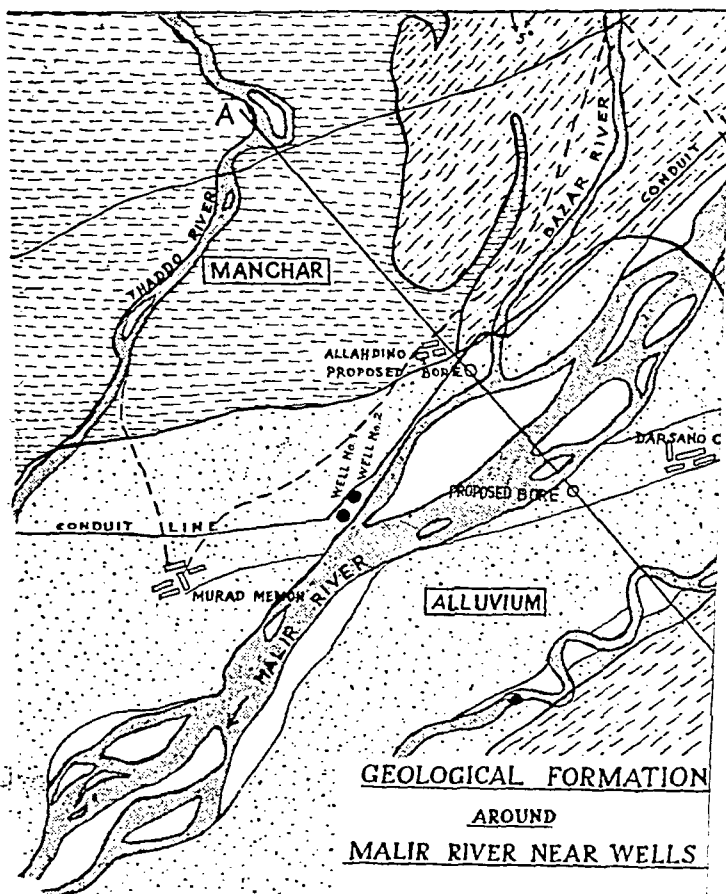 A
BAZAR RIVER
CONDUIT
THADDO RIVER
MANCHAR
ALLAHDINO
PROPOSED BORE
WELL No. 1
WELL No. 2
DARSANO C
PROPOSED BORE
CONDUIT LINE
MURAD MEMON
MALIR RIVER
ALLUVIUM
GEOLOGICAL FORMATION
AROUND
MALIR RIVER NEAR WELLS